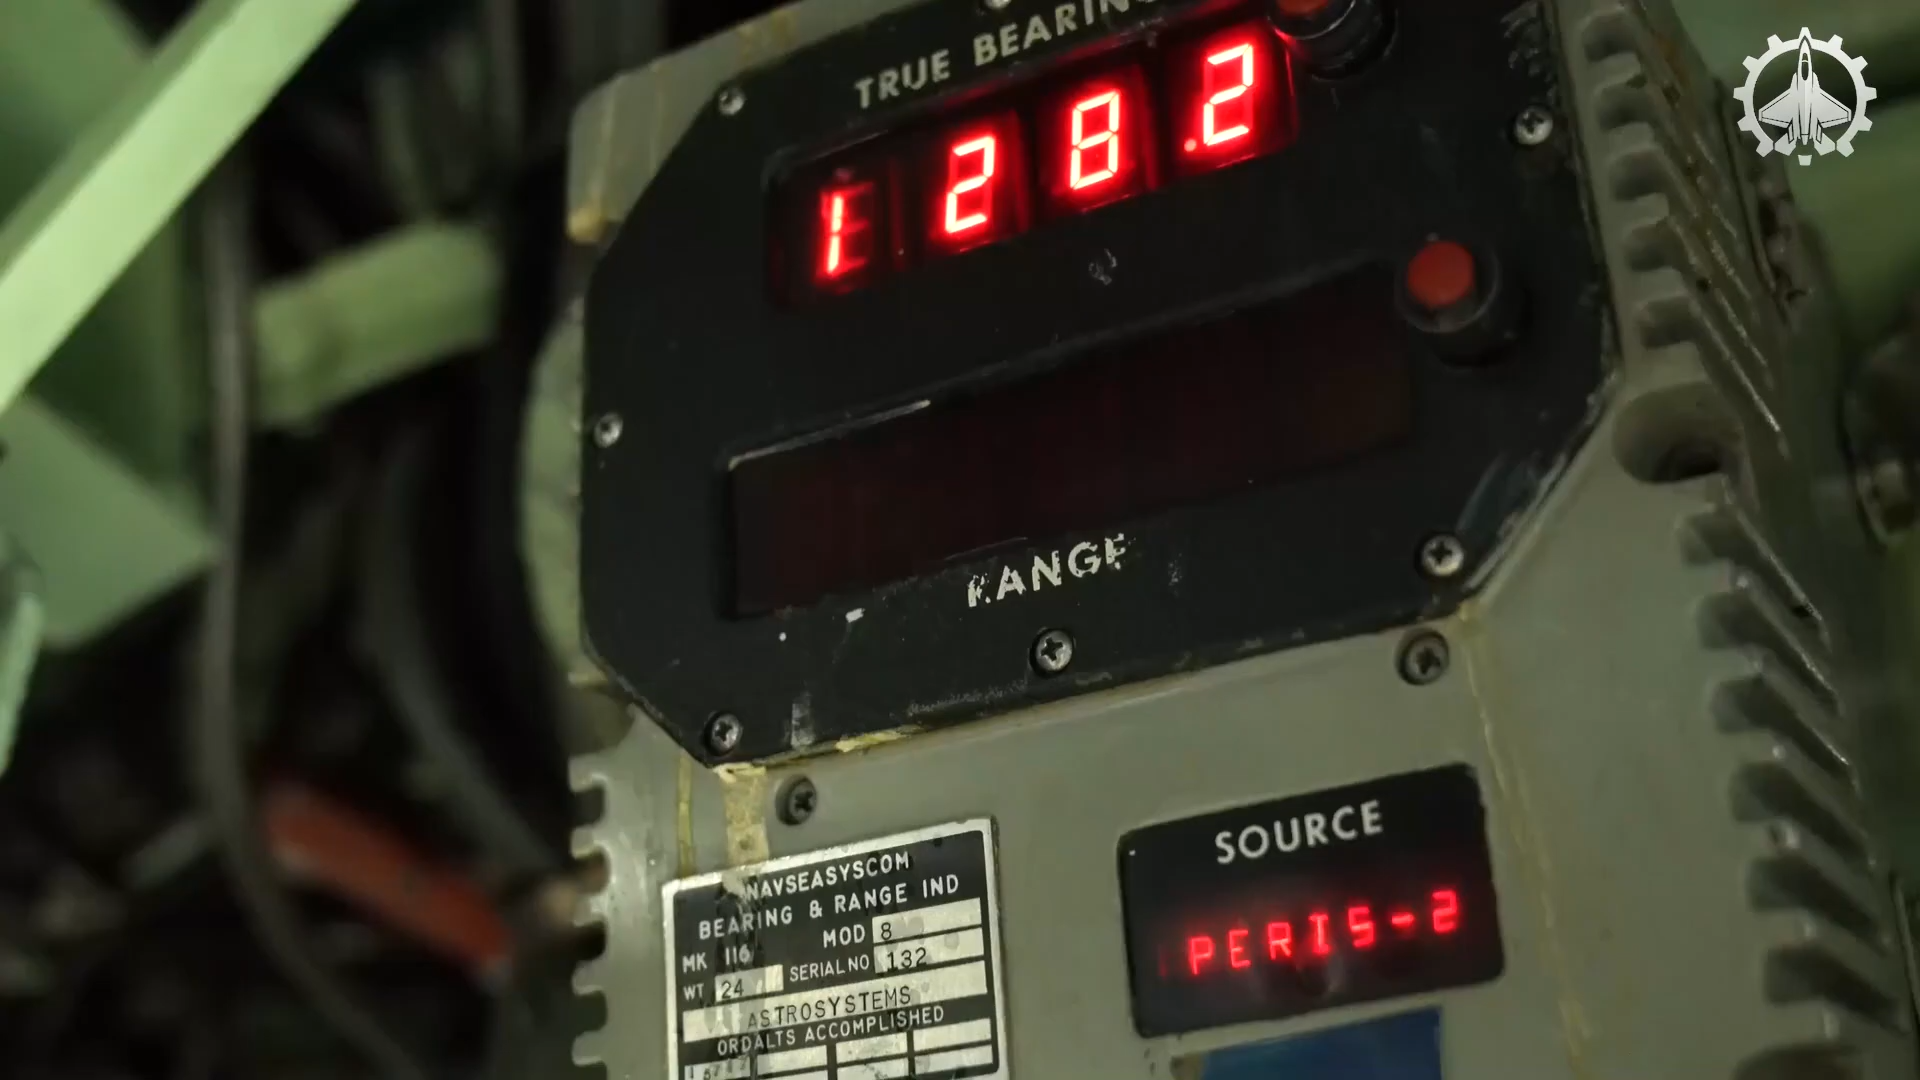 TRUE BEARING
128.2
RANGE
SOURCE
PERIS-2
NAVSEASYSCOM
BEARING & RANGE IND
MK 116 MOD 8
WT 24 SERIAL NO 132
ASTROSYSTEMS
ORDALTS ACCOMPLISHED